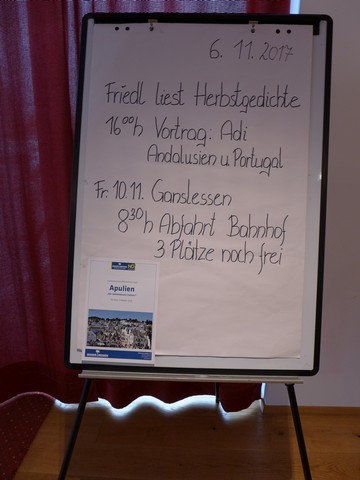 6. 11. 2017
Friedl liest Herbstgedichte
16ººh Vortrag: Adi
Andalusien u. Portugal
Fr. 10.11. Ganslessen
8³⁰h Abfahrt Bahnhof
3 Plätze noch frei
Apulien